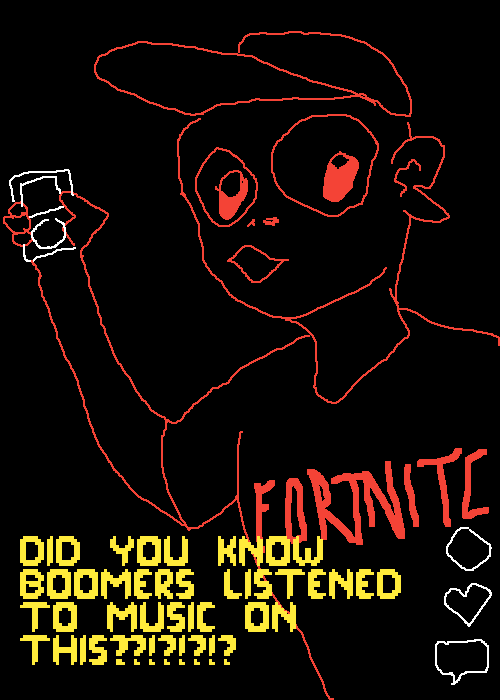 FORTNITE
DID YOU KNOW
BOOMERS LISTENED
TO MUSIC ON
THIS??!?!?!?